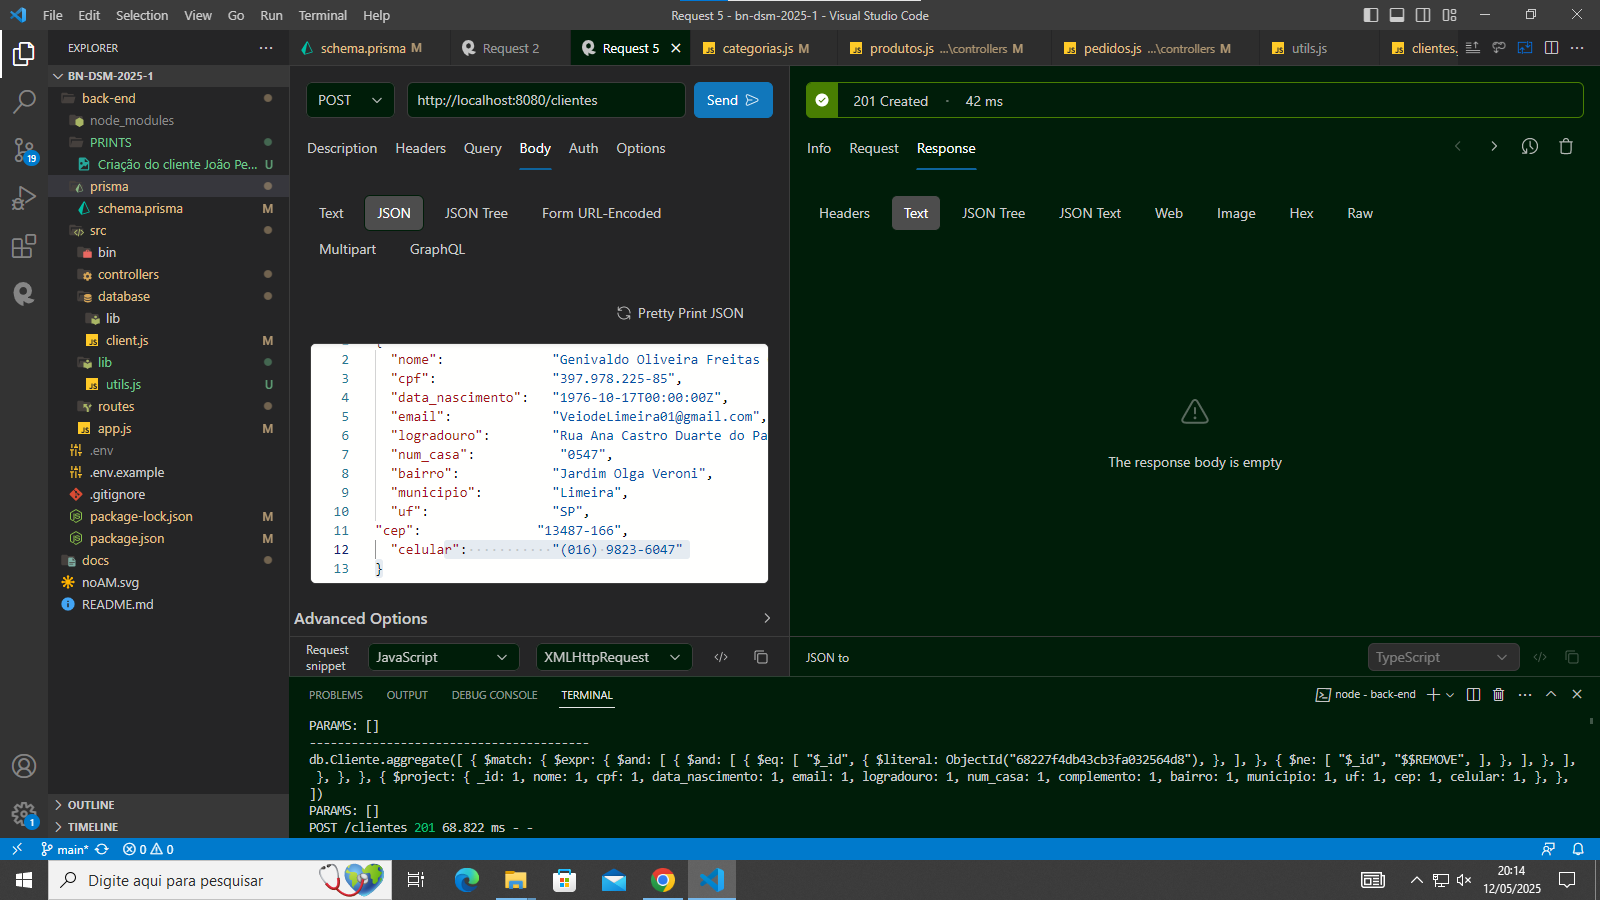 File Edit Selection View Go Run Terminal Help
Request 5 - bn-dsm-2025-1 - Visual Studio Code
EXPLORER
schema.prisma M
Request 2
Request 5
categorias.js M
produtos.js ...\controllers M
pedidos.js ...\controllers M
utils.js
clientes.
BN-DSM-2025-1
back-end
node_modules
PRINTS
Criação do cliente João Pe... U
prisma
schema.prisma M
src
bin
controllers
database
lib
client.js M
lib
utils.js U
routes
app.js M
.env
.env.example
.gitignore
package-lock.json M
package.json M
docs
noAM.svg
README.md
OUTLINE
TIMELINE
19
1
POST
http://localhost:8080/clientes
Send
Description Headers Query Body Auth Options
Text JSON JSON Tree Form URL-Encoded
Multipart GraphQL
Pretty Print JSON
2 "nome": "Genivaldo Oliveira Freitas
3 "cpf": "397.978.225-85",
4 "data_nascimento": "1976-10-17T00:00:00Z",
5 "email": "VeiodeLimeira01@gmail.com",
6 "logradouro": "Rua Ana Castro Duarte do Pa
7 "num_casa": "0547",
8 "bairro": "Jardim Olga Veroni",
9 "municipio": "Limeira",
10 "uf": "SP",
11 "cep": "13487-166",
12 "celular": "(016) 9823-6047"
13 }
Advanced Options
Request snippet
JavaScript
XMLHttpRequest
201 Created · 42 ms
Info Request Response
Headers Text JSON Tree JSON Text Web Image Hex Raw
The response body is empty
JSON to
TypeScript
PROBLEMS OUTPUT DEBUG CONSOLE TERMINAL
node - back-end
PARAMS: []
----------------------------------------
db.Cliente.aggregate([ { $match: { $expr: { $and: [ { $and: [ { $eq: [ "$_id", { $literal: ObjectId("68227f4db43cb3fa032564d8"), }, ], }, { $ne: [ "$_id", "$$REMOVE", ], }, ], }, ],
}, }, }, { $project: { _id: 1, nome: 1, cpf: 1, data_nascimento: 1, email: 1, logradouro: 1, num_casa: 1, complemento: 1, bairro: 1, municipio: 1, uf: 1, cep: 1, celular: 1, }, },
])
PARAMS: []
POST /clientes 201 68.822 ms - -
main* 0 0
Digite aqui para pesquisar
20:14
12/05/2025